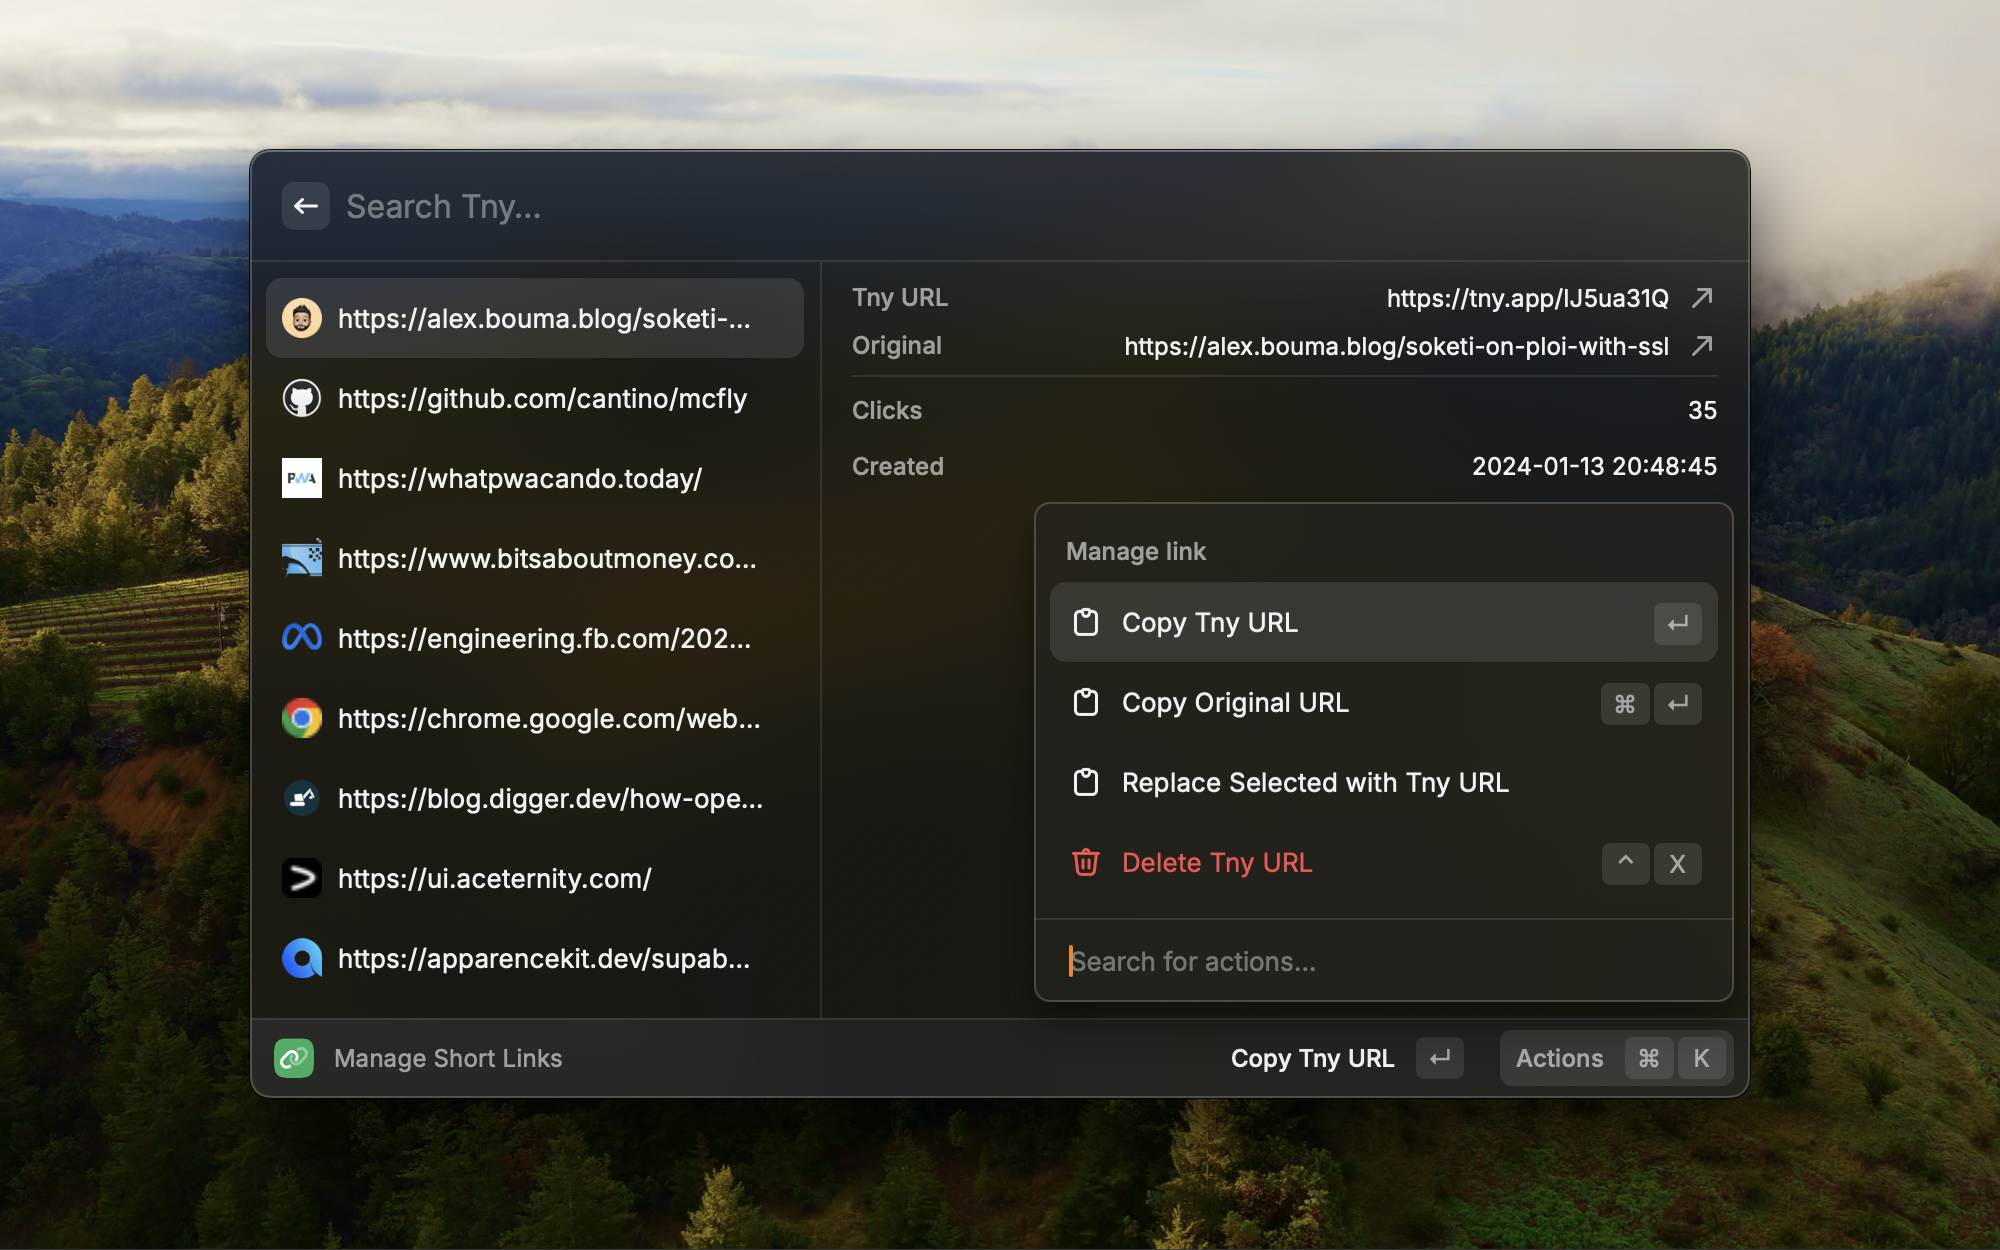 Search Tny...
https://alex.bouma.blog/soketi-...
https://github.com/cantino/mcfly
PWA
https://whatpwacando.today/
https://www.bitsaboutmoney.co...
https://engineering.fb.com/202...
https://chrome.google.com/web...
https://blog.digger.dev/how-ope...
https://ui.aceternity.com/
https://apparencekit.dev/supab...
Tny URL https://tny.app/lJ5ua31Q
Original https://alex.bouma.blog/soketi-on-ploi-with-ssl
Clicks 35
Created 2024-01-13 20:48:45
Manage link
Copy Tny URL ↵
Copy Original URL ⌘ ↵
Replace Selected with Tny URL
Delete Tny URL ^ X
Search for actions...
Manage Short Links Copy Tny URL ↵ Actions ⌘ K